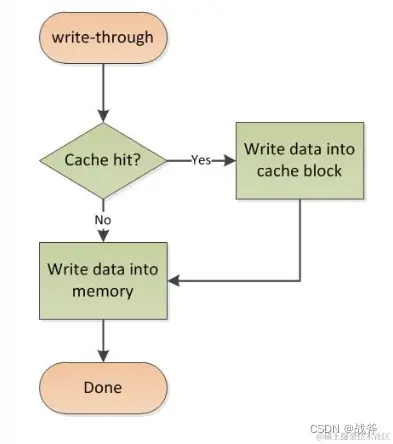 write-through
Cache hit?
Yes
Write data into
cache block
No
Write data into
memory
Done
CSDN @战斧
@稀土掘金技术社区